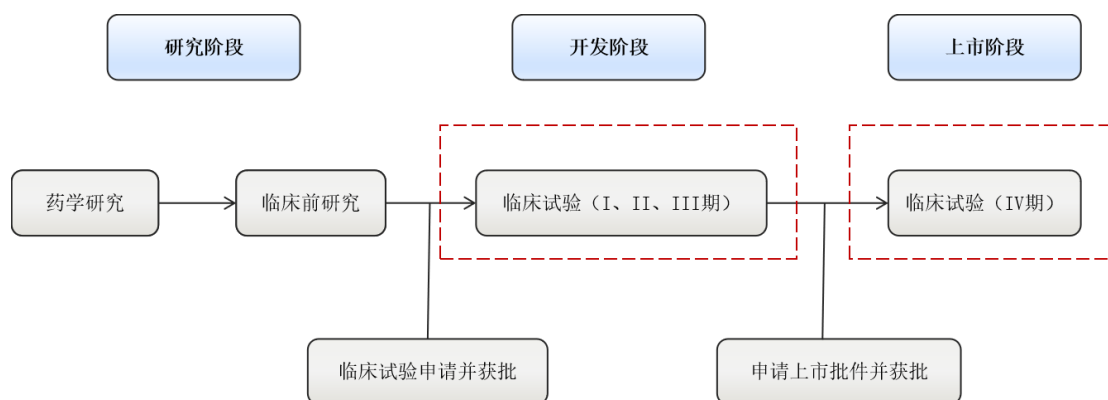 研究阶段
开发阶段
上市阶段
药学研究
临床前研究
临床试验（I、II、III期）
临床试验（IV期）
临床试验申请并获批
申请上市批件并获批